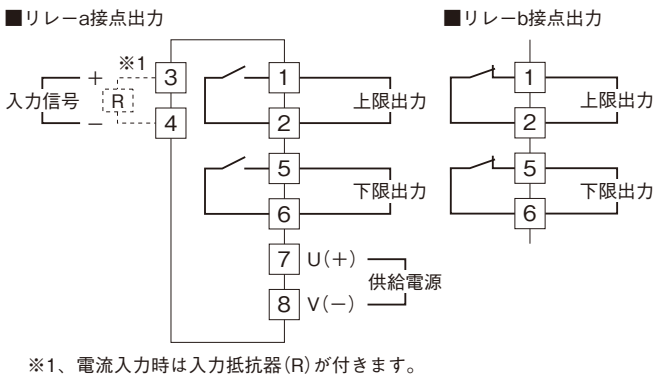 ■リレーa接点出力
※1
＋
入力信号
R
－
3
4
1
2
上限出力
5
6
下限出力
7 U(＋)
供給電源
8 V(－)
■リレーb接点出力
1
2
上限出力
5
6
下限出力
※1、電流入力時は入力抵抗器(R)が付きます。